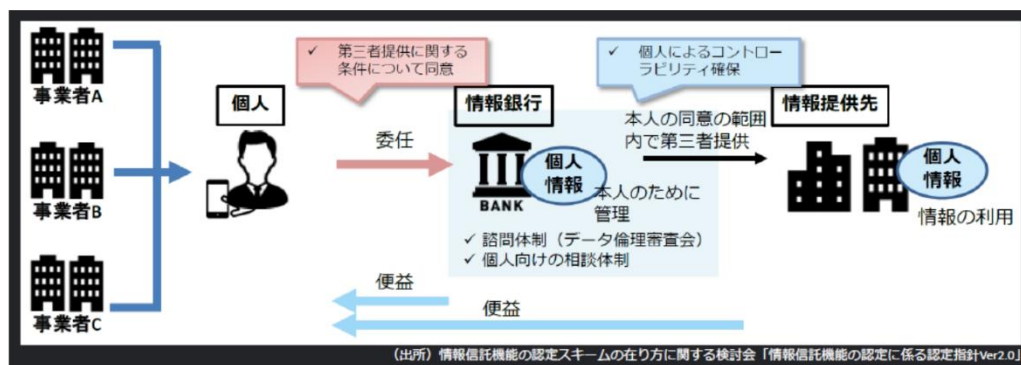 事業者A
事業者B
事業者C
個人
✓ 第三者提供に関する
条件について同意
委任
情報銀行
BANK
個人
情報
本人のために
管理
✓ 諮問体制（データ倫理審査会）
✓ 個人向けの相談体制
✓ 個人によるコントロー
ラビリティ確保
本人の同意の範囲
内で第三者提供
情報提供先
個人
情報
情報の利用
便益
便益
（出所）情報信託機能の認定スキームの在り方に関する検討会「情報信託機能の認定に係る認定指針Ver2.0」